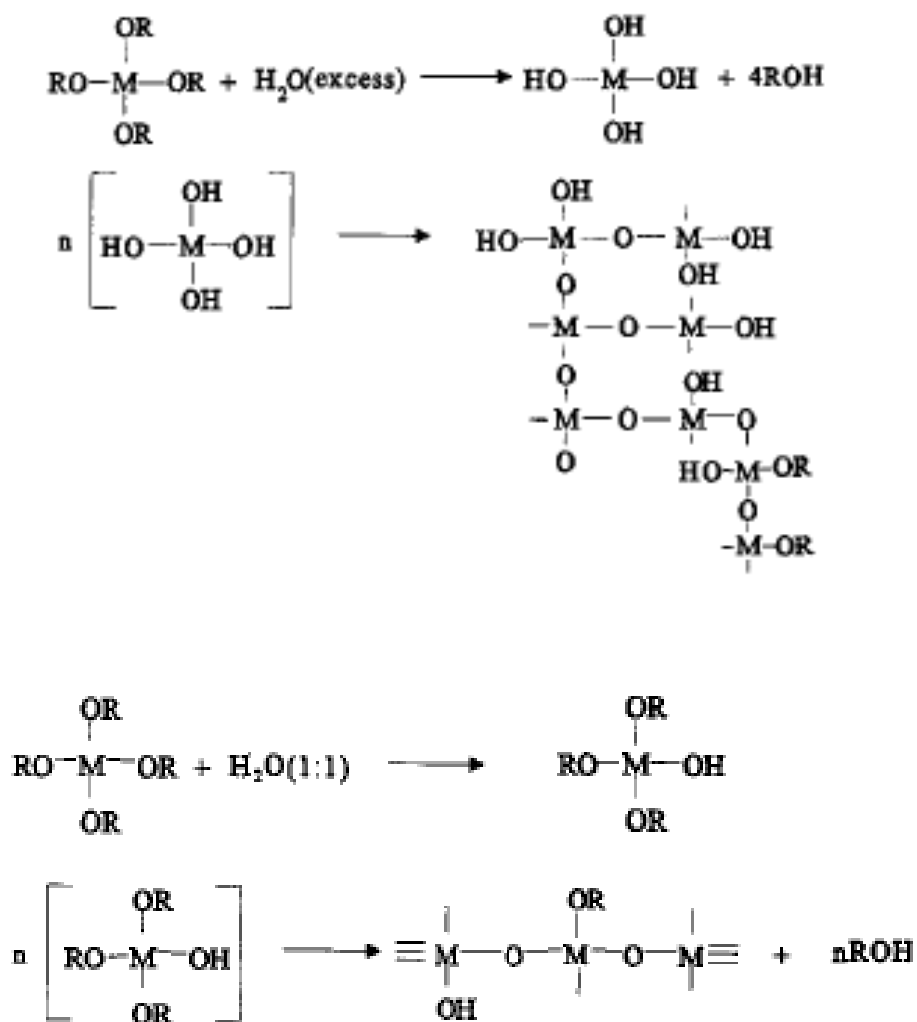 OR
RO—M—OR + H₂O(excess) ⟶ HO—M—OH + 4ROH
OR
OH
OH
n [HO—M—OH] ⟶
OH
OH
OH
HO—M—O—M—OH
O OH
—M—O—M—OH
O OH
—M—O—M—O
O HO—M—OR
O
—M—OR
OR
RO—M—OR + H₂O(1:1) ⟶ RO—M—OH
OR
OR
OR
n [RO—M—OH] ⟶ ≡M—O—M—O—M≡ + nROH
OR
OR
OH
OR